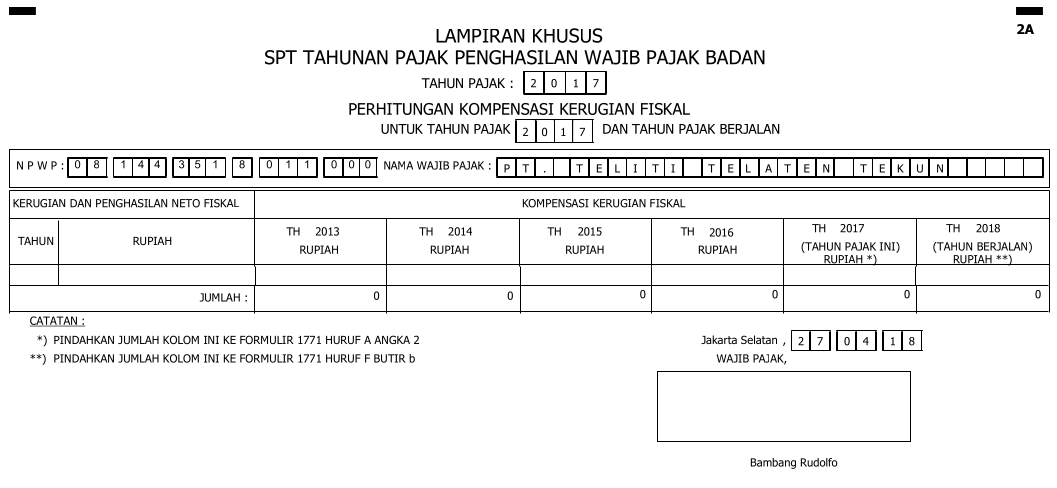 2A
LAMPIRAN KHUSUS
SPT TAHUNAN PAJAK PENGHASILAN WAJIB PAJAK BADAN
TAHUN PAJAK : 2 0 1 7
PERHITUNGAN KOMPENSASI KERUGIAN FISKAL
UNTUK TAHUN PAJAK 2 0 1 7 DAN TAHUN PAJAK BERJALAN
N P W P : 0 8 1 4 4 3 5 1 8 0 1 1 0 0 0 NAMA WAJIB PAJAK : P T . T E L I T I T E L A T E N T E K U N
KERUGIAN DAN PENGHASILAN NETO FISKAL KOMPENSASI KERUGIAN FISKAL
TAHUN RUPIAH TH 2013 TH 2014 TH 2015 TH 2016 TH 2017 TH 2018
RUPIAH RUPIAH RUPIAH RUPIAH (TAHUN PAJAK INI) (TAHUN BERJALAN)
RUPIAH *) RUPIAH **)
JUMLAH : 0 0 0 0 0 0
CATATAN :
*) PINDAHKAN JUMLAH KOLOM INI KE FORMULIR 1771 HURUF A ANGKA 2
**) PINDAHKAN JUMLAH KOLOM INI KE FORMULIR 1771 HURUF F BUTIR b
Jakarta Selatan , 2 7 0 4 1 8
WAJIB PAJAK,
Bambang Rudolfo